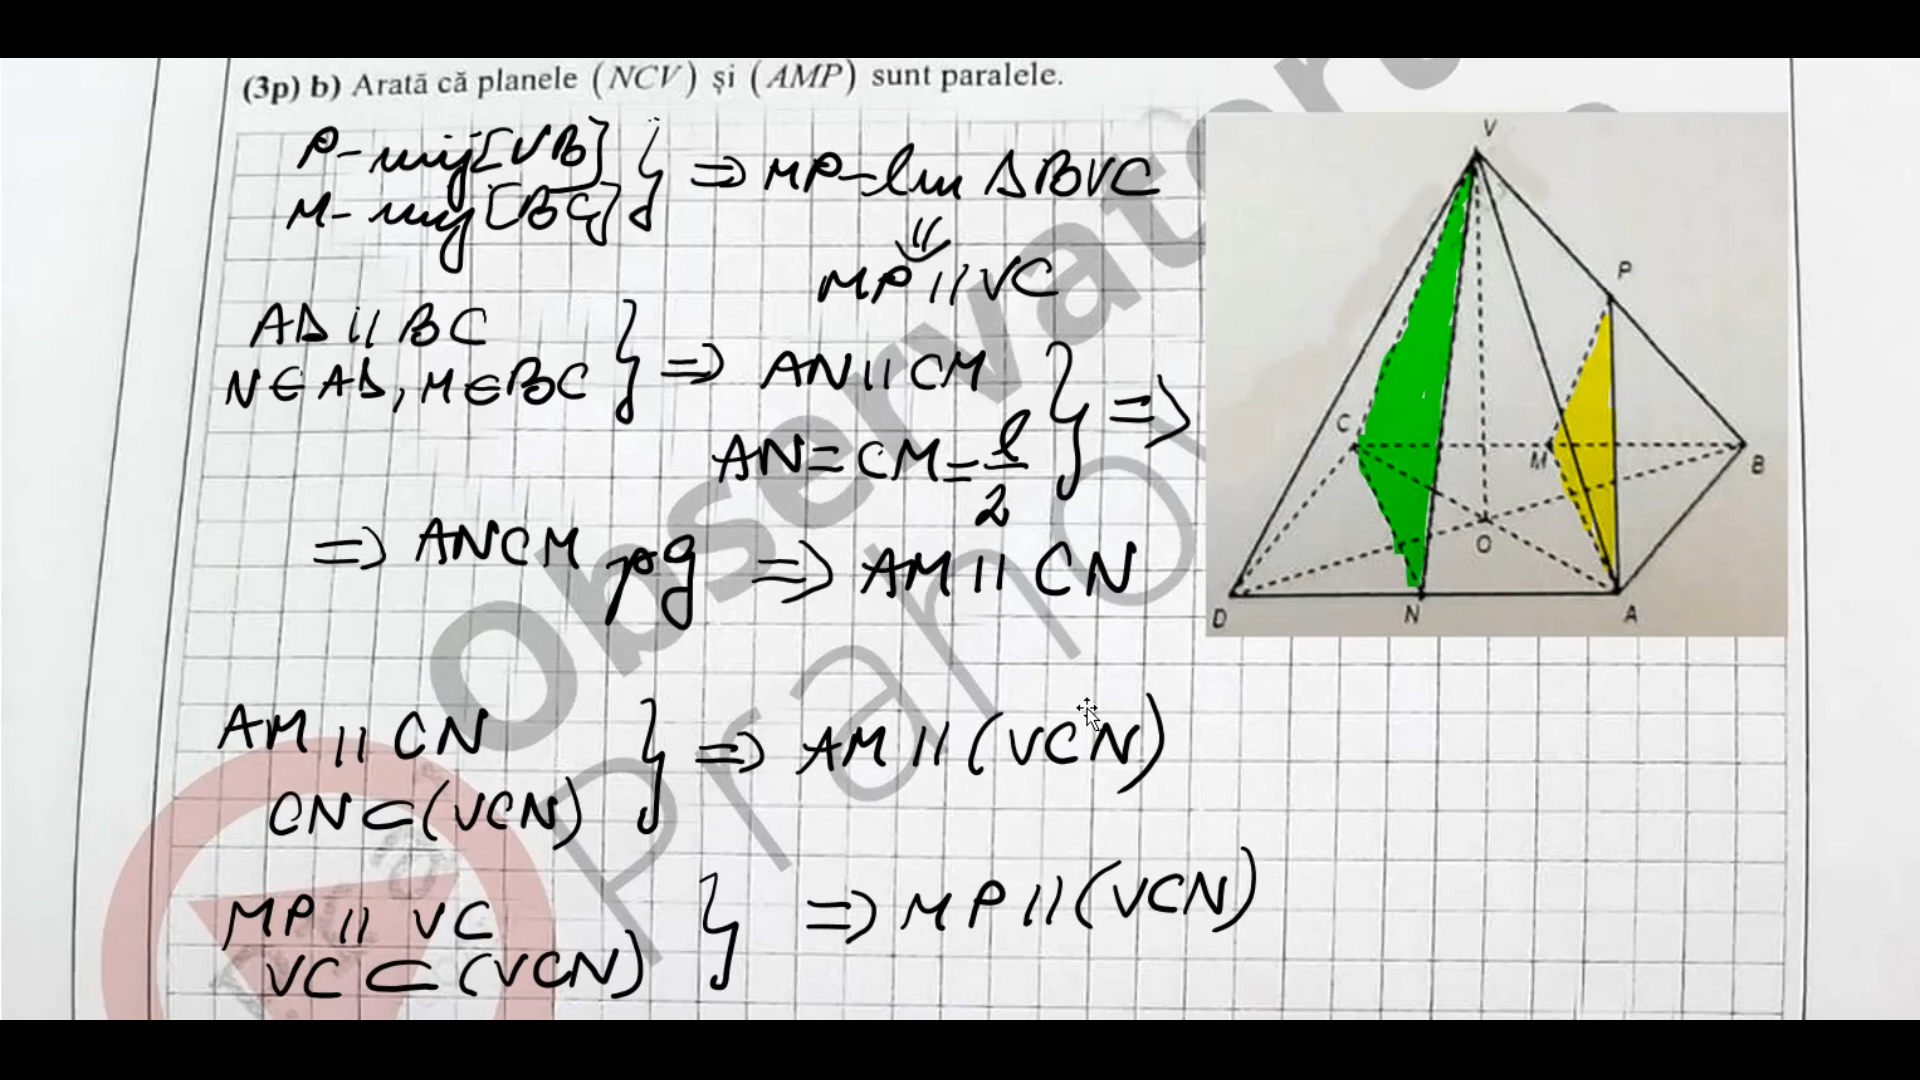 (3p) b) Arată că planele (NCV) și (AMP) sunt paralele.
P - mij [VB]
M - mij [BC]
} => MP - lm ΔBVC
⇓
MP // VC
AD // BC
N ∈ AD, M ∈ BC
} => AN // CM
AN = CM = l/2
} =>
=> ANCM pg => AM // CN
AM // CN
CN ⊂ (VCN)
} => AM // (VCN)
MP // VC
VC ⊂ (VCN)
} => MP // (VCN)
V
P
C
M
B
O
D
N
A
Observator